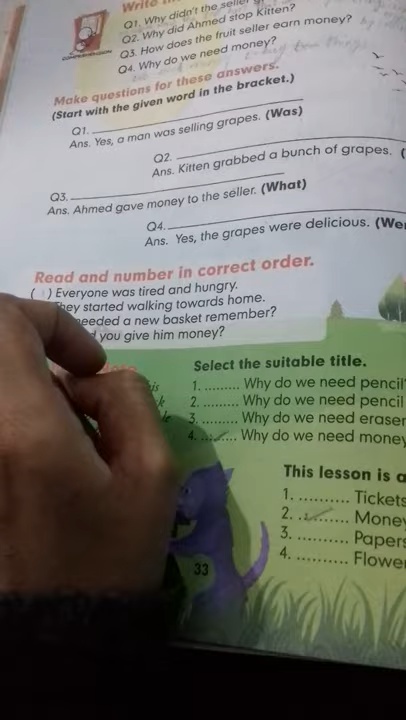 Write
Q1. Why didn't the seller
Q2. Why did Ahmed stop Kitten?
Q3. How does the fruit seller earn money?
Q4. Why do we need money?
Make questions for these answers.
(Start with the given word in the bracket.)
Q1.
Ans. Yes, a man was selling grapes. (Was)
Q2.
Ans. Kitten grabbed a bunch of grapes. (
Q3.
Ans. Ahmed gave money to the seller. (What)
Q4.
Ans. Yes, the grapes were delicious. (We
Read and number in correct order.
( ) Everyone was tired and hungry.
They started walking towards home.
needed a new basket remember?
you give him money?
Select the suitable title.
1. ......... Why do we need pencil
2. ......... Why do we need pencil
3. ......... Why do we need eraser
4. ......... Why do we need money
This lesson is a
1. .......... Tickets
2. .......... Money
3. .......... Papers
4. .......... Flower
33